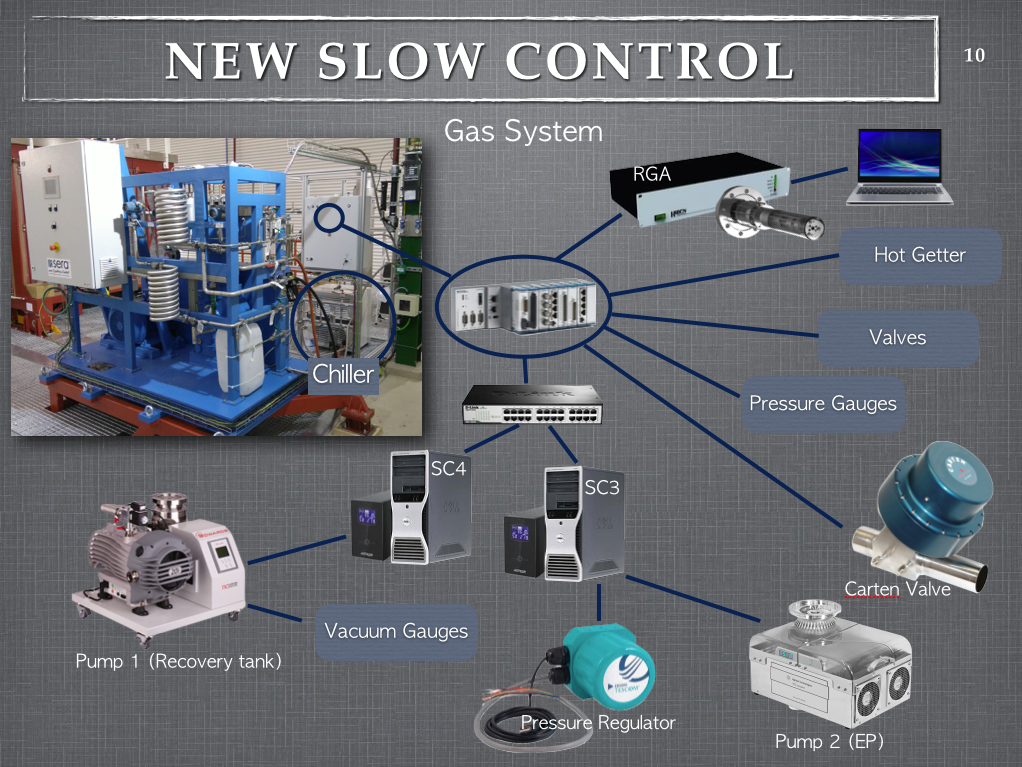 NEW SLOW CONTROL
10
Gas System
RGA
Hot Getter
Valves
Pressure Gauges
sera
Chiller
SC4
SC3
Carten Valve
Vacuum Gauges
Pump 1 (Recovery tank)
Pressure Regulator
Pump 2 (EP)